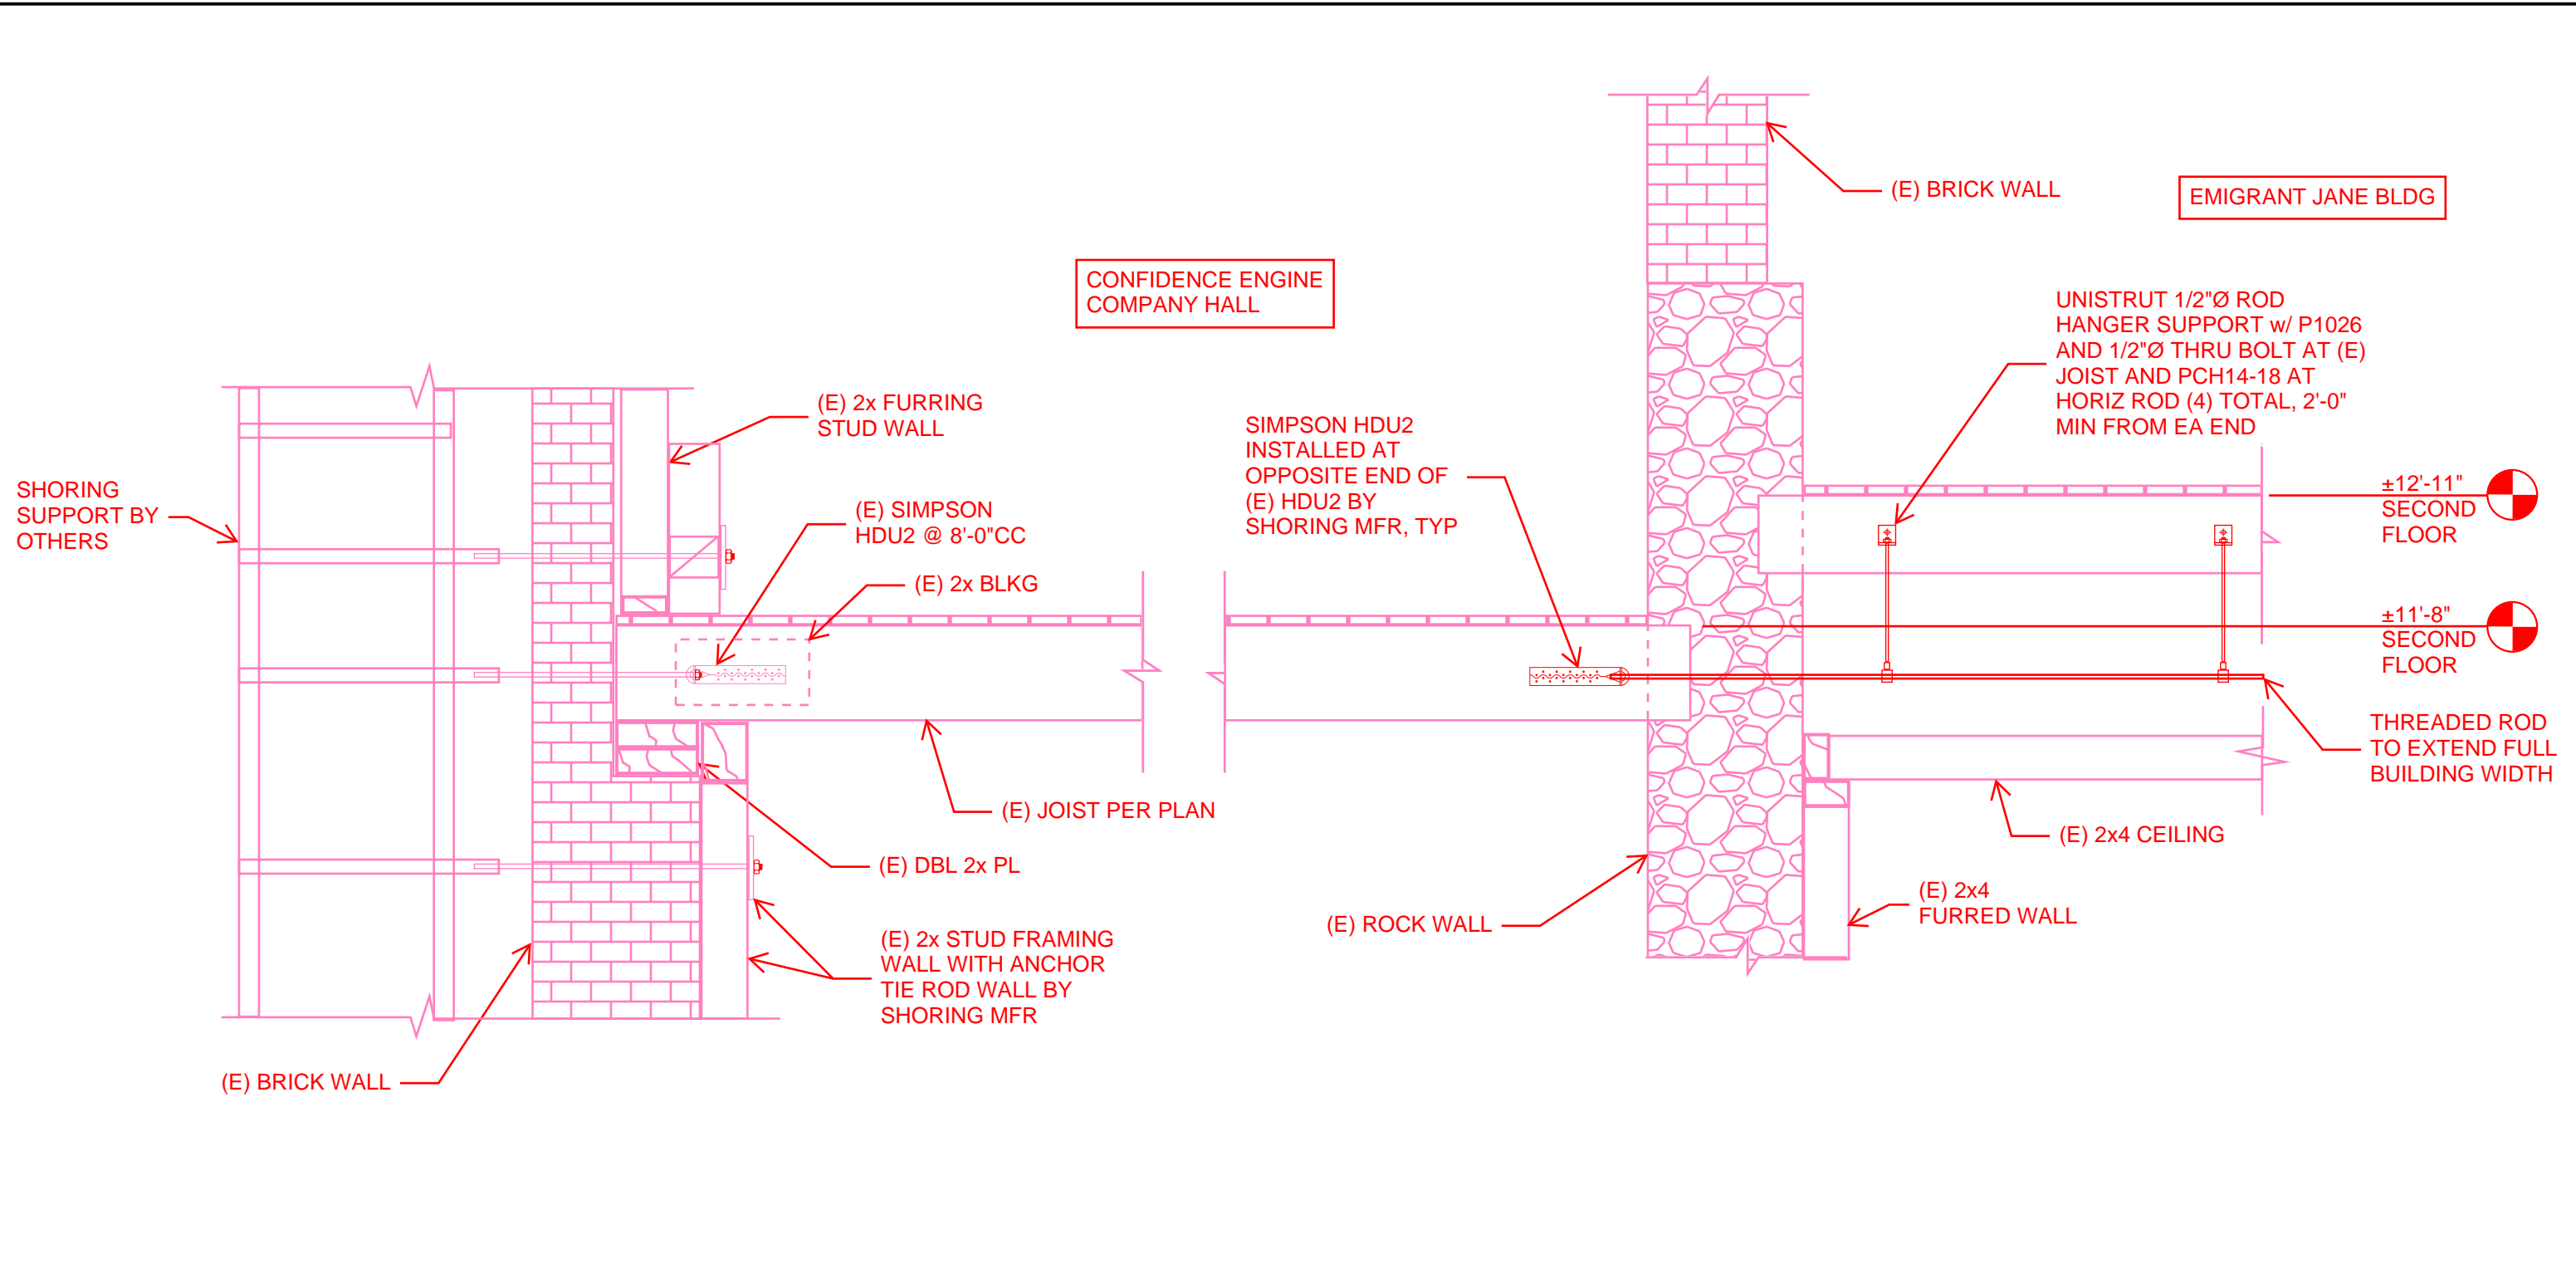 (E) BRICK WALL
EMIGRANT JANE BLDG
CONFIDENCE ENGINE
COMPANY HALL
UNISTRUT 1/2"Ø ROD
HANGER SUPPORT w/ P1026
AND 1/2"Ø THRU BOLT AT (E)
JOIST AND PCH14-18 AT
HORIZ ROD (4) TOTAL, 2'-0"
MIN FROM EA END
(E) 2x FURRING
STUD WALL
SIMPSON HDU2
INSTALLED AT
OPPOSITE END OF
(E) HDU2 BY
SHORING MFR, TYP
SHORING
SUPPORT BY
OTHERS
(E) SIMPSON
HDU2 @ 8'-0"CC
±12'-11"
SECOND
FLOOR
(E) 2x BLKG
±11'-8"
SECOND
FLOOR
THREADED ROD
TO EXTEND FULL
BUILDING WIDTH
(E) JOIST PER PLAN
(E) 2x4 CEILING
(E) DBL 2x PL
(E) 2x4
FURRED WALL
(E) ROCK WALL
(E) 2x STUD FRAMING
WALL WITH ANCHOR
TIE ROD WALL BY
SHORING MFR
(E) BRICK WALL